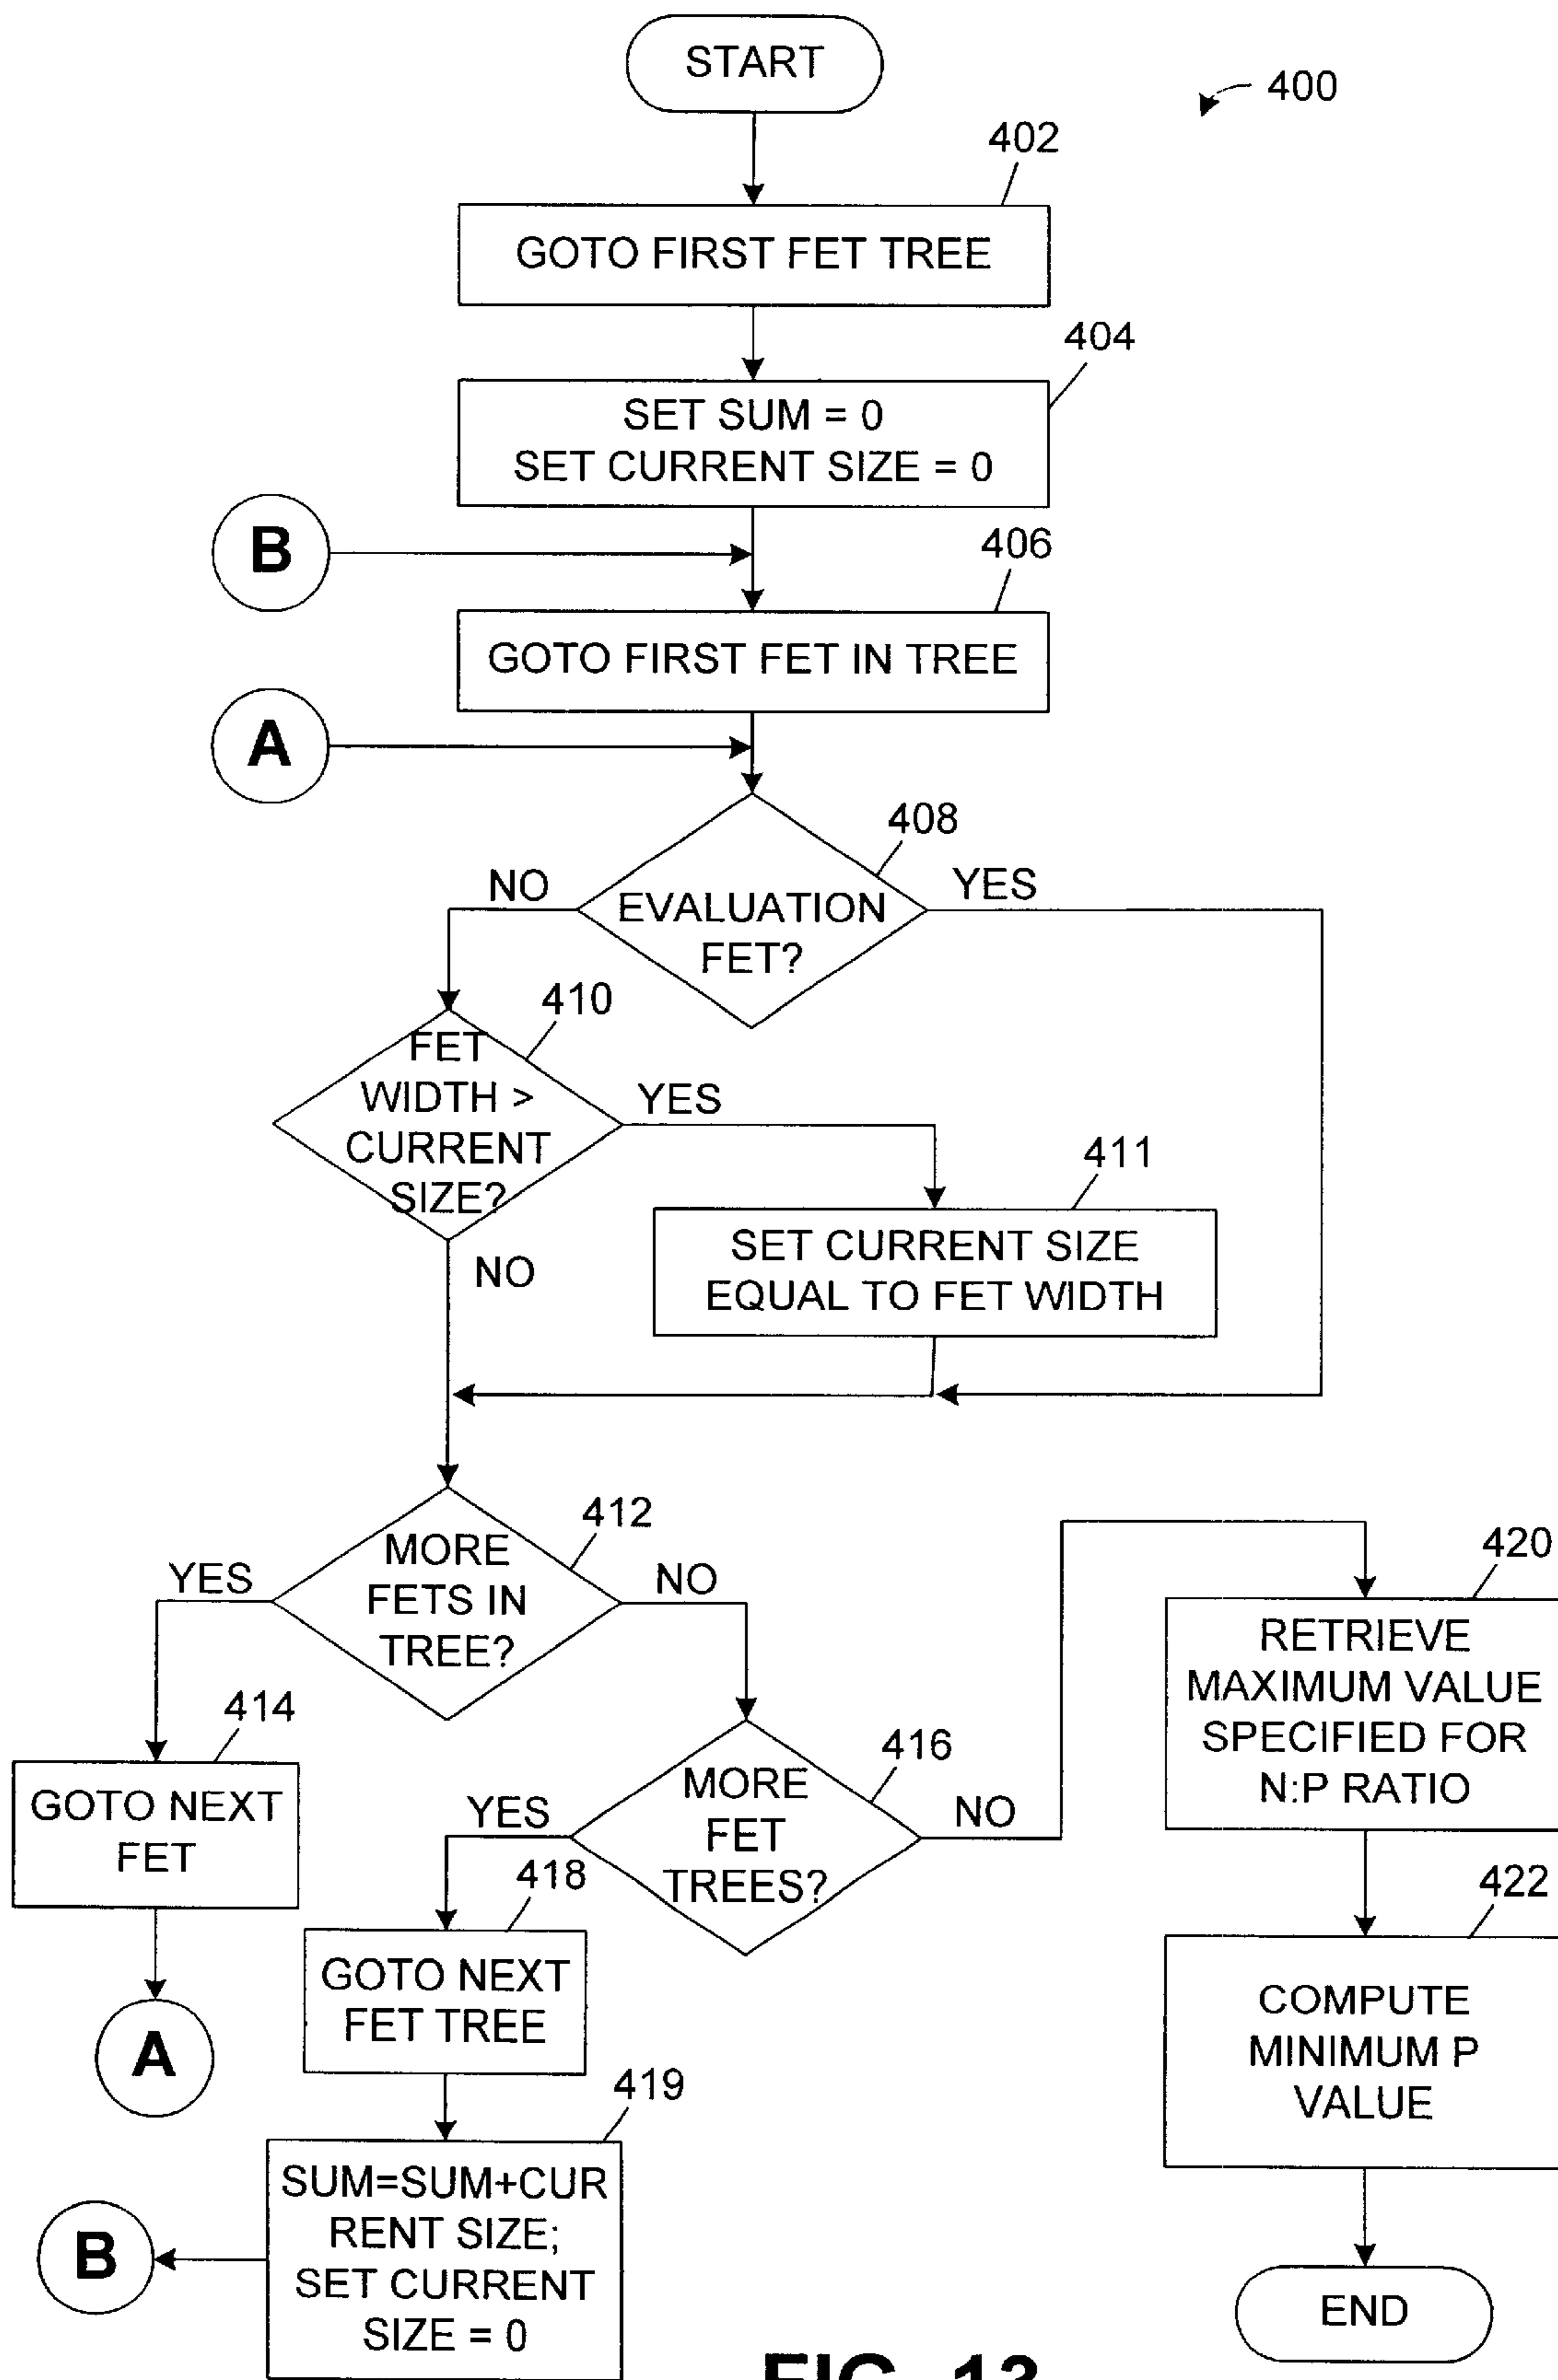 START
400
402
GOTO FIRST FET TREE
404
SET SUM = 0
SET CURRENT SIZE = 0
B
406
GOTO FIRST FET IN TREE
A
408
NO
YES
EVALUATION
FET?
410
FET
WIDTH >
CURRENT
SIZE?
YES
411
SET CURRENT SIZE
EQUAL TO FET WIDTH
NO
412
MORE
FETS IN
TREE?
YES
NO
420
RETRIEVE
MAXIMUM VALUE
SPECIFIED FOR
N:P RATIO
414
GOTO NEXT
FET
A
416
MORE
FET
TREES?
YES
NO
418
GOTO NEXT
FET TREE
422
COMPUTE
MINIMUM P
VALUE
419
SUM=SUM+CUR
RENT SIZE;
SET CURRENT
SIZE = 0
B
END
FIG. 13